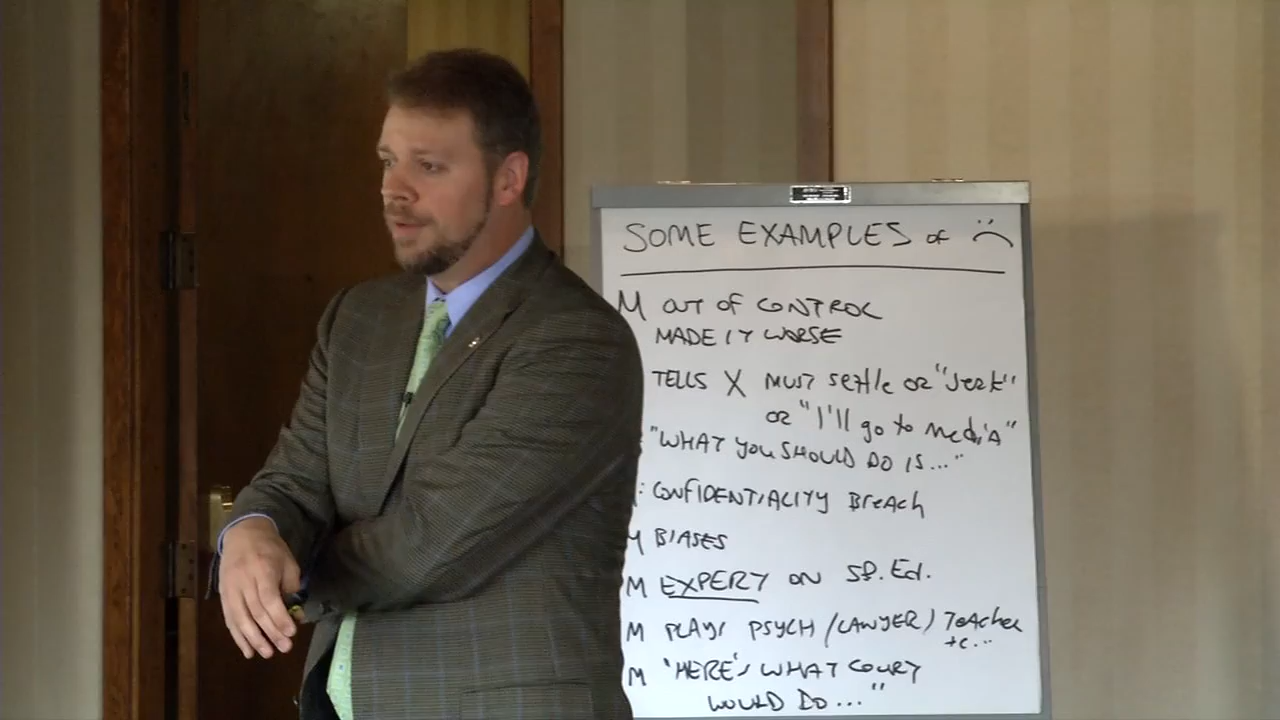 SOME EXAMPLES OF
M OUT OF CONTROL
MADE IT WORSE
TELLS X MUST settle OR "Jerk"
OR "I'll go to media"
"WHAT YOU SHOULD DO IS..."
: CONFIDENTIALITY Breach
M BIASES
M EXPERT ON SP. Ed.
M PLAYS PSYCH/(LAWYER) Teacher
tc...
M "HERE'S WHAT COURT
WOULD DO..."